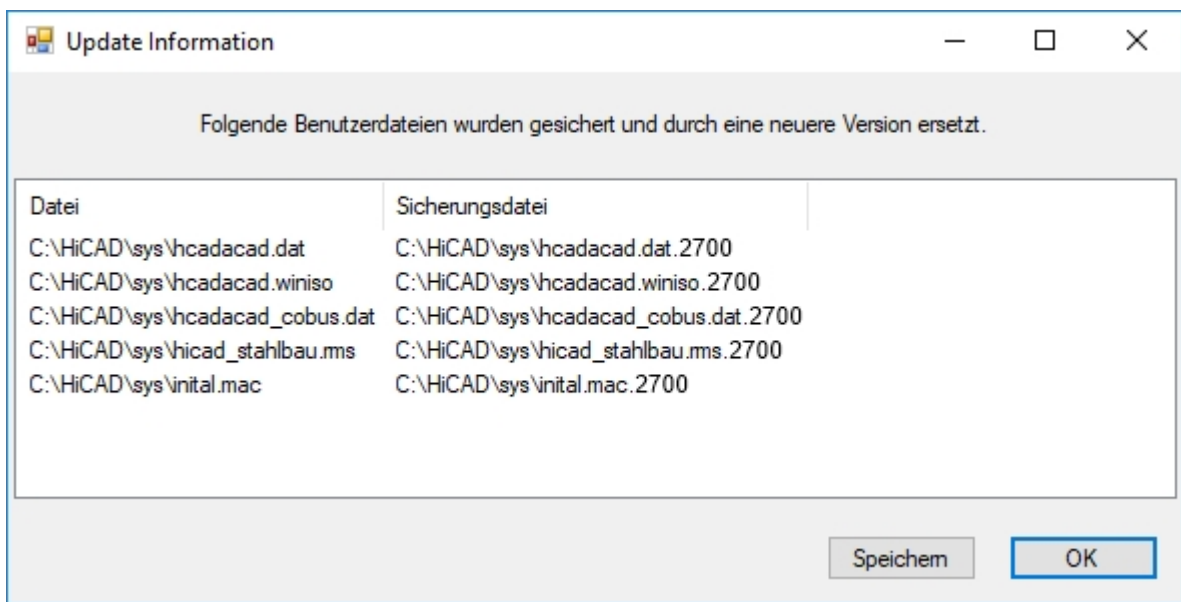 Update Information
Folgende Benutzerdateien wurden gesichert und durch eine neuere Version ersetzt.
Datei Sicherungsdatei
C:\HiCAD\sys\hcadacad.dat C:\HiCAD\sys\hcadacad.dat.2700
C:\HiCAD\sys\hcadacad.winiso C:\HiCAD\sys\hcadacad.winiso.2700
C:\HiCAD\sys\hcadacad_cobus.dat C:\HiCAD\sys\hcadacad_cobus.dat.2700
C:\HiCAD\sys\hicad_stahlbau.rms C:\HiCAD\sys\hicad_stahlbau.rms.2700
C:\HiCAD\sys\inital.mac C:\HiCAD\sys\inital.mac.2700
Speichern OK